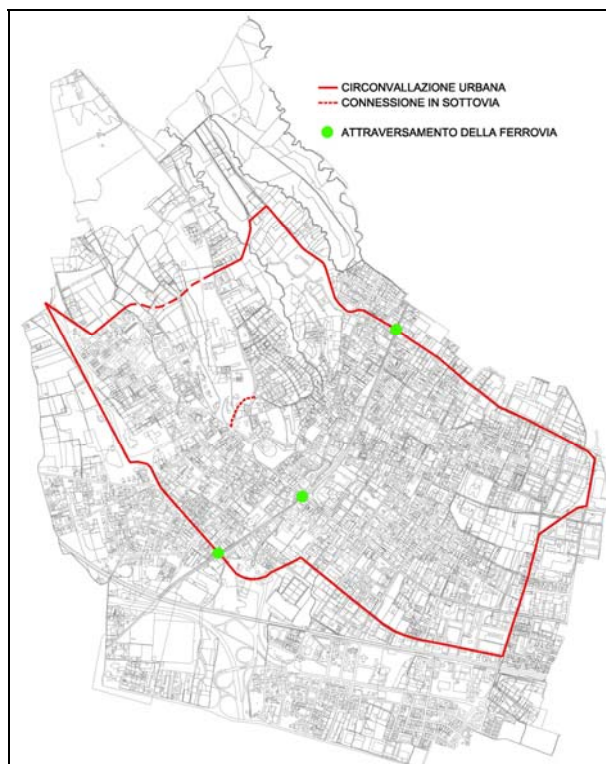 CIRCONVALLAZIONE URBANA
CONNESSIONE IN SOTTOVIA
ATTRAVERSAMENTO DELLA FERROVIA